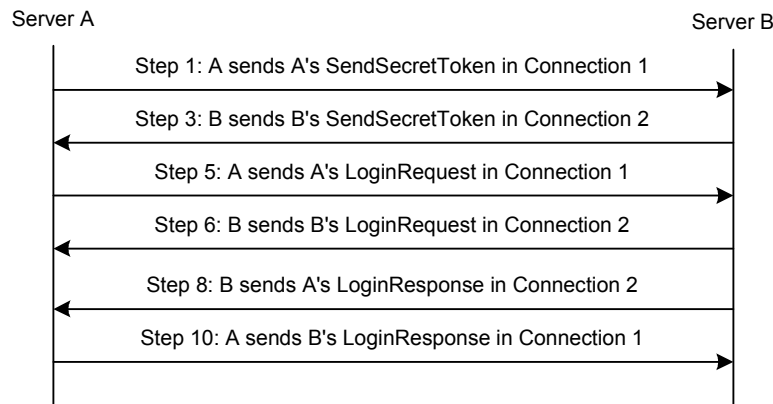 Server A
Server B
Step 1: A sends A's SendSecretToken in Connection 1
Step 3: B sends B's SendSecretToken in Connection 2
Step 5: A sends A's LoginRequest in Connection 1
Step 6: B sends B's LoginRequest in Connection 2
Step 8: B sends A's LoginResponse in Connection 2
Step 10: A sends B's LoginResponse in Connection 1